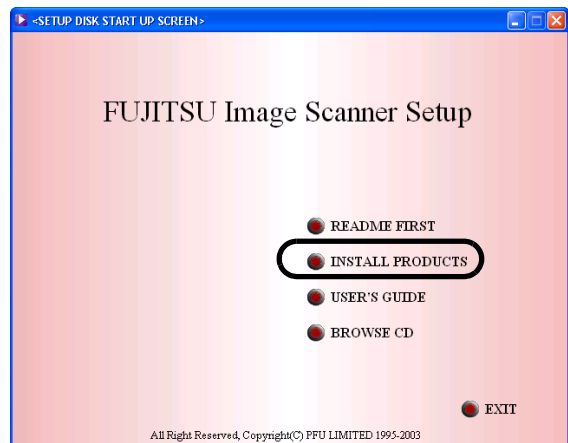 <SETUP DISK START UP SCREEN>
FUJITSU Image Scanner Setup
README FIRST
INSTALL PRODUCTS
USER'S GUIDE
BROWSE CD
EXIT
All Right Reserved, Copyright(C) PFU LIMITED 1995-2003